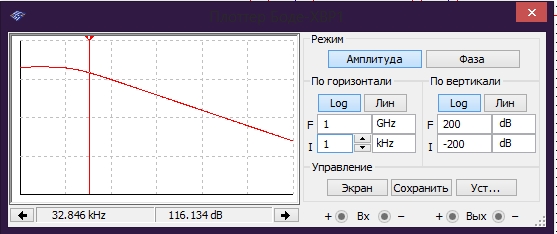 Режим
Амплитуда Фаза
По горизонтали По вертикали
Log Лин Log Лин
F 1 GHz F 200 dB
I 1 kHz I -200 dB
Управление
Экран Сохранить Уст...
32.846 kHz 116.134 dB
+ Вх − + Вых −